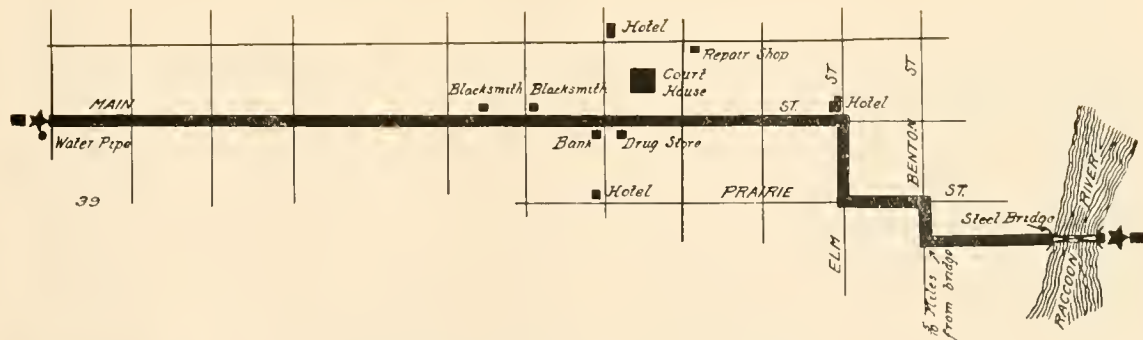 Hotel
Repair Shop
Court
House
Blacksmith
Blacksmith
ST
ST
MAIN
ST.
Hotel
Water Pipe
Bank
Drug Store
BENTON
39
Hotel
PRAIRIE
ST.
Steel Bridge
RIVER
ELM
Miles
from bridge
RACCOON